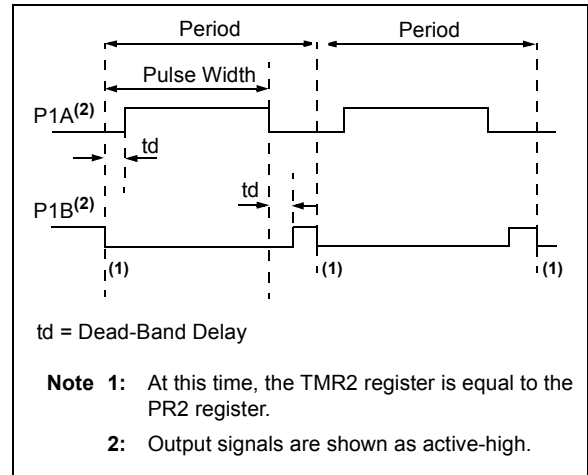 Period Period
Pulse Width
P1A(2)
td
td
P1B(2)
(1) (1) (1)
td = Dead-Band Delay
Note 1: At this time, the TMR2 register is equal to the
PR2 register.
2: Output signals are shown as active-high.